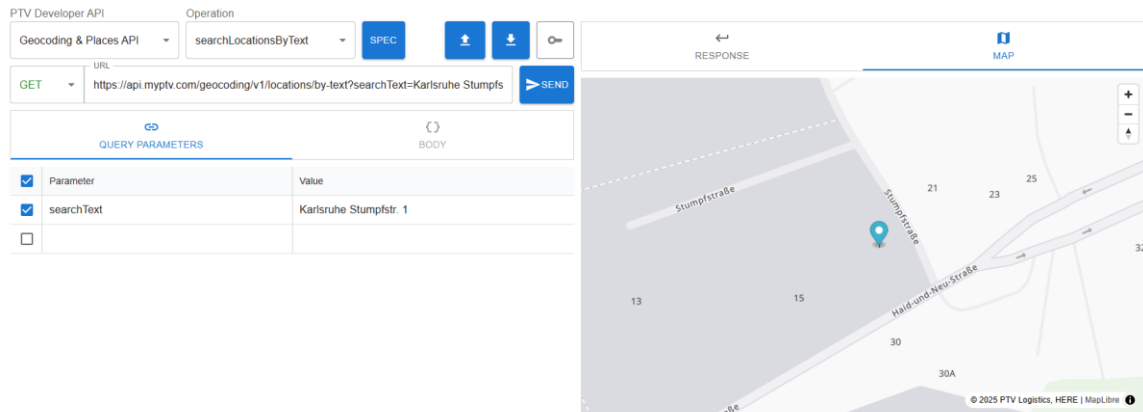 PTV Developer API
Operation
Geocoding & Places API
searchLocationsByText
SPEC
URL
GET
https://api.myptv.com/geocoding/v1/locations/by-text?searchText=Karlsruhe Stumpfs
SEND
QUERY PARAMETERS
BODY
Parameter
Value
searchText
Karlsruhe Stumpfstr. 1
RESPONSE
MAP
Stumpfstraße
Stumpfstraße
21
25
23
32
13
15
Haid-und-Neu-Straße
30
30A
© 2025 PTV Logistics, HERE | MapLibre